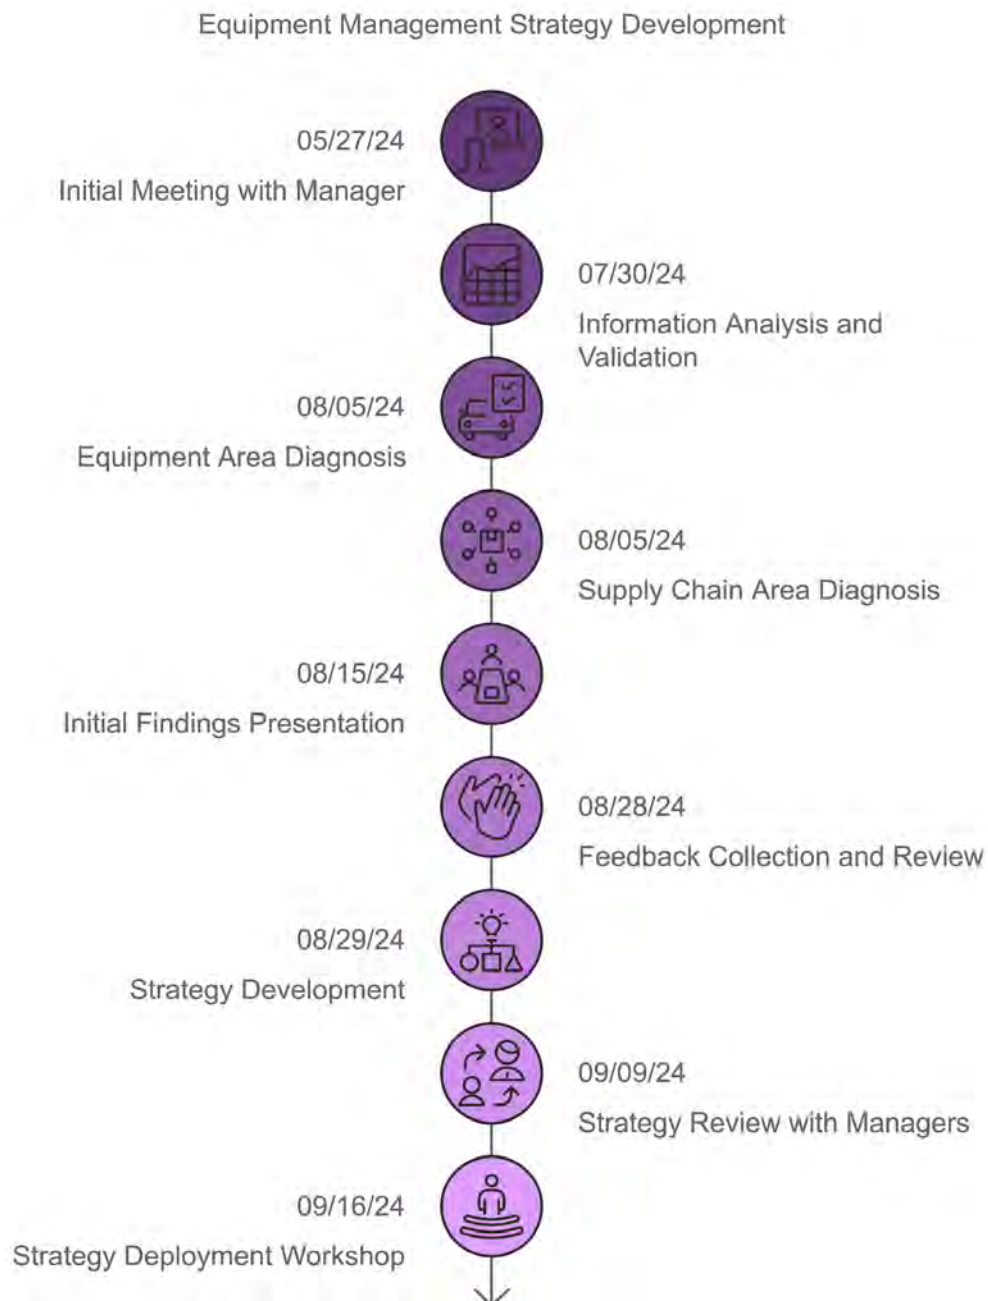 Equipment Management Strategy Development
05/27/24
Initial Meeting with Manager
07/30/24
Information Analysis and
Validation
08/05/24
Equipment Area Diagnosis
08/05/24
Supply Chain Area Diagnosis
08/15/24
Initial Findings Presentation
08/28/24
Feedback Collection and Review
08/29/24
Strategy Development
09/09/24
Strategy Review with Managers
09/16/24
Strategy Deployment Workshop